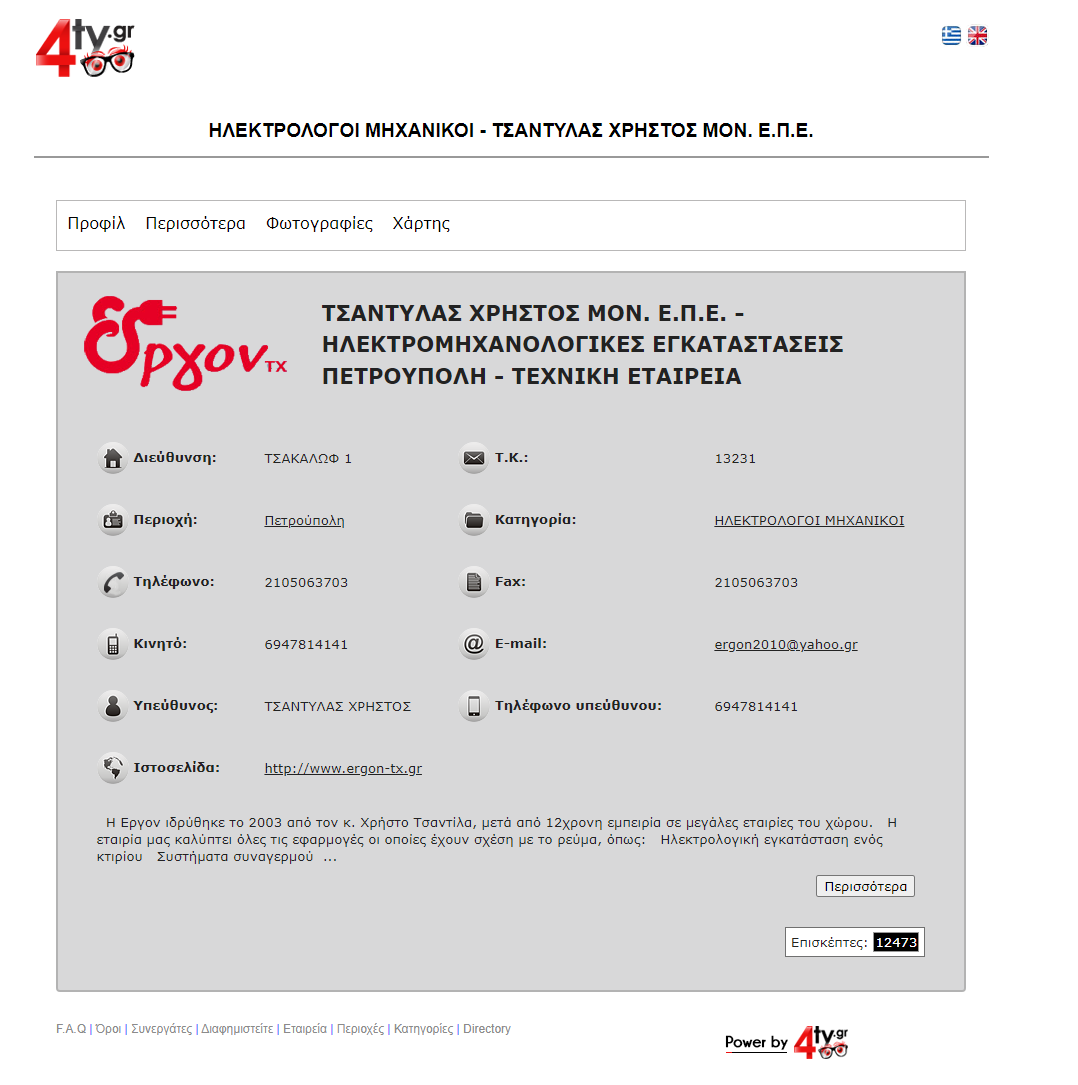 4tv.gr
ΗΛΕΚΤΡΟΛΟΓΟΙ ΜΗΧΑΝΙΚΟΙ - ΤΣΑΝΤΥΛΑΣ ΧΡΗΣΤΟΣ ΜΟΝ. Ε.Π.Ε.
Προφίλ Περισσότερα Φωτογραφίες Χάρτης
Εργον ΤΧ
ΤΣΑΝΤΥΛΑΣ ΧΡΗΣΤΟΣ ΜΟΝ. Ε.Π.Ε. -
ΗΛΕΚΤΡΟΜΗΧΑΝΟΛΟΓΙΚΕΣ ΕΓΚΑΤΑΣΤΑΣΕΙΣ
ΠΕΤΡΟΥΠΟΛΗ - ΤΕΧΝΙΚΗ ΕΤΑΙΡΕΙΑ
Διεύθυνση: ΤΣΑΚΑΛΩΦ 1 Τ.Κ.: 13231
Περιοχή: Πετρούπολη Κατηγορία: ΗΛΕΚΤΡΟΛΟΓΟΙ ΜΗΧΑΝΙΚΟΙ
Τηλέφωνο: 2105063703 Fax: 2105063703
Κινητό: 6947814141 E-mail: ergon2010@yahoo.gr
Υπεύθυνος: ΤΣΑΝΤΥΛΑΣ ΧΡΗΣΤΟΣ Τηλέφωνο υπεύθυνου: 6947814141
Ιστοσελίδα: http://www.ergon-tx.gr
Η Εργον ιδρύθηκε το 2003 από τον κ. Χρήστο Τσαντίλα, μετά από 12χρονη εμπειρία σε μεγάλες εταιρίες του χώρου. Η
εταιρία μας καλύπτει όλες τις εφαρμογές οι οποίες έχουν σχέση με το ρεύμα, όπως: Ηλεκτρολογική εγκατάσταση ενός
κτιρίου Συστήματα συναγερμού ...
Περισσότερα
Επισκέπτες: 12473
F.A.Q | Όροι | Συνεργάτες | Διαφημιστείτε | Εταιρεία | Περιοχές | Κατηγορίες | Directory
Power by 4tv.gr